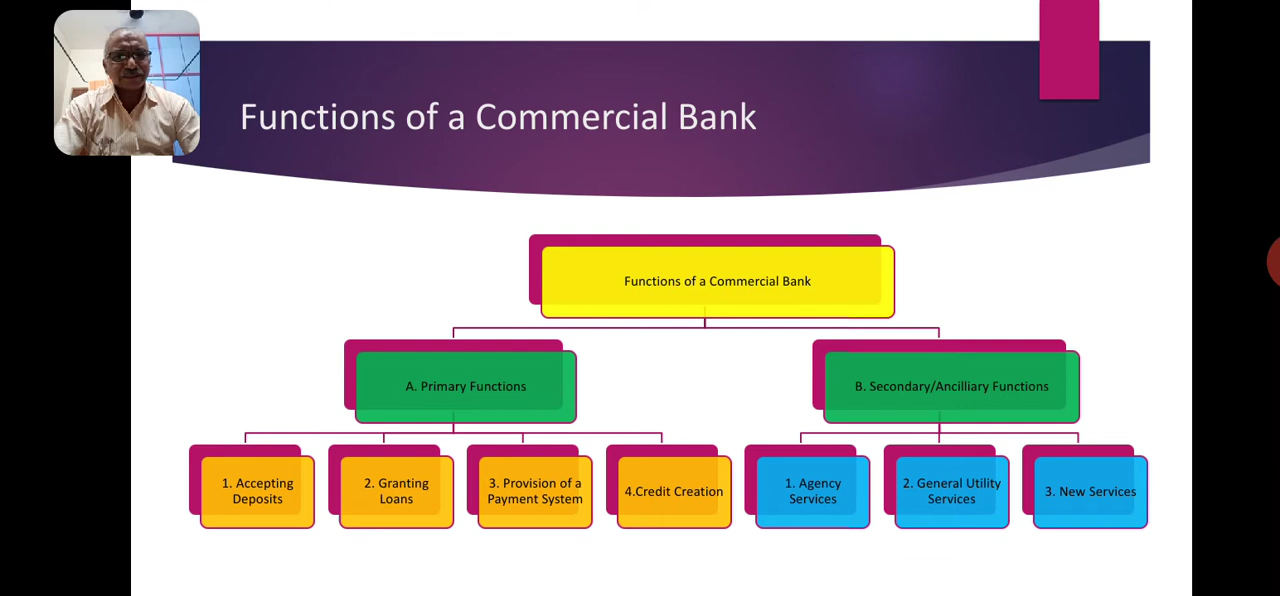 Functions of a Commercial Bank
Functions of a Commercial Bank
A. Primary Functions
B. Secondary/Ancilliary Functions
1. Accepting
Deposits
2. Granting
Loans
3. Provision of a
Payment System
4.Credit Creation
1. Agency
Services
2. General Utility
Services
3. New Services